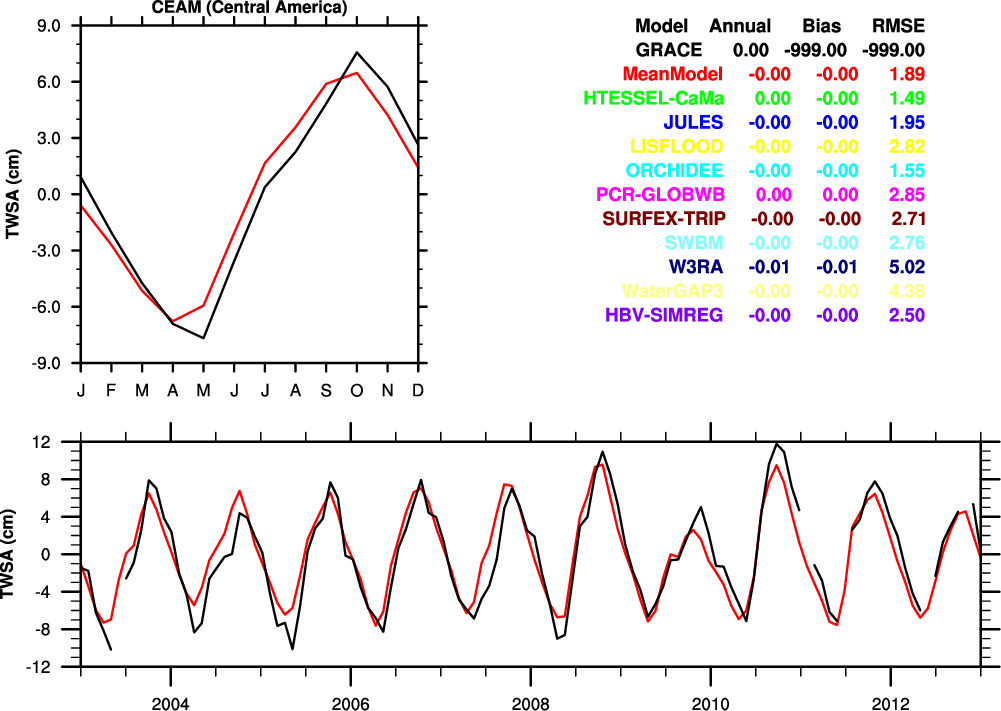 CEAM (Central America)
TWSA (cm)
9.0
6.0
3.0
0.0
-3.0
-6.0
-9.0
J F M A M J J A S O N D
Model Annual Bias RMSE
GRACE 0.00 -999.00 -999.00
MeanModel -0.00 -0.00 1.89
HTESSEL-CaMa 0.00 -0.00 1.49
JULES -0.00 -0.00 1.95
LISFLOOD -0.00 -0.00 2.82
ORCHIDEE -0.00 -0.00 1.55
PCR-GLOBWB 0.00 0.00 2.85
SURFEX-TRIP -0.00 -0.00 2.71
SWBM -0.00 -0.00 2.76
W3RA -0.01 -0.01 5.02
WaterGAP3 -0.00 -0.00 4.38
HBV-SIMREG -0.00 -0.00 2.50
TWSA (cm)
12
8
4
0
-4
-8
-12
2004 2006 2008 2010 2012